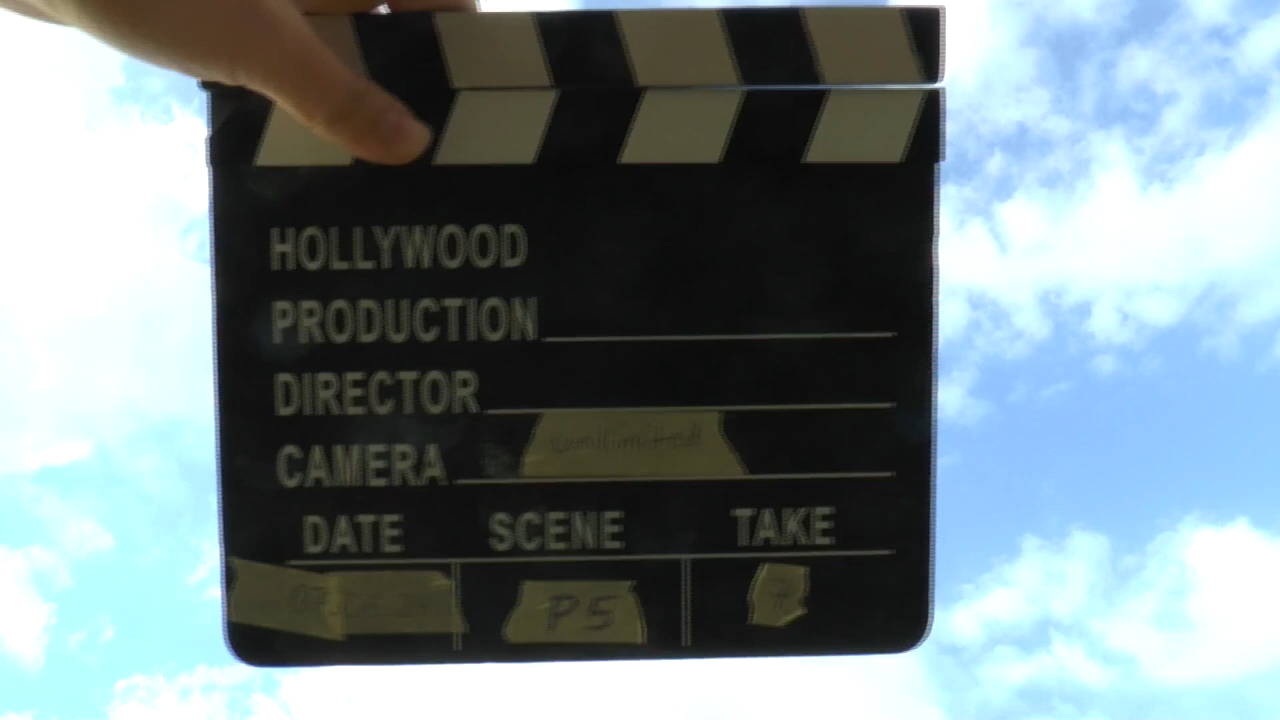 HOLLYWOOD
PRODUCTION
DIRECTOR
CAMERA
DATE SCENE TAKE
P5